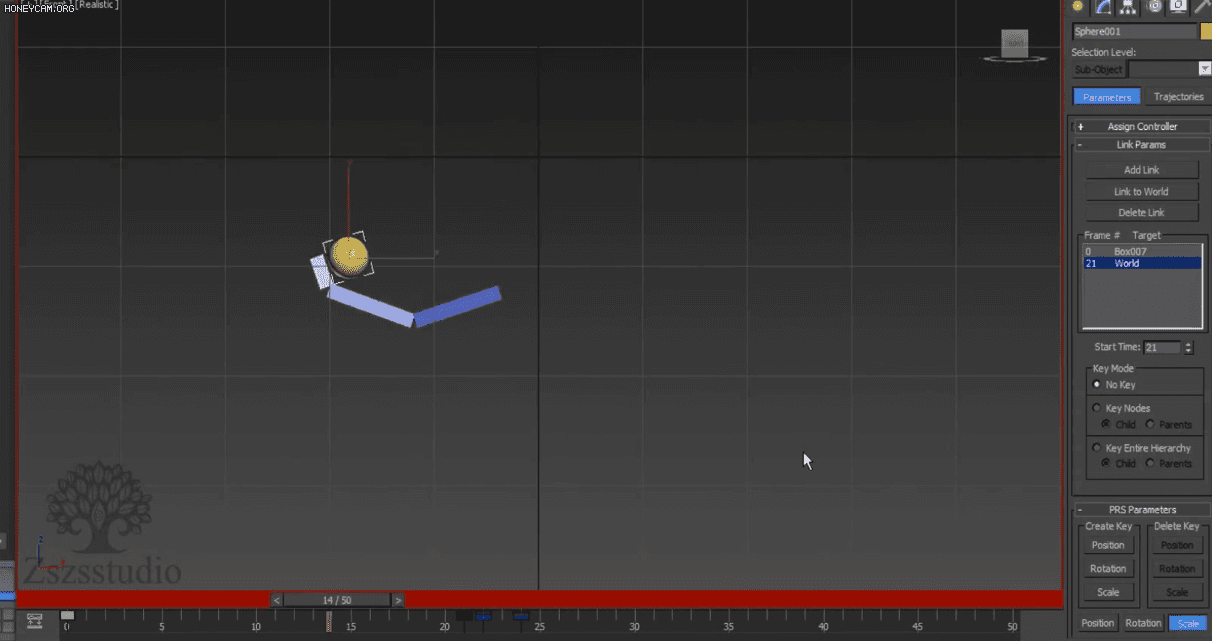 HONEYCAM.ORG
[Realistic]
Sphere001
Selection Level:
Sub-Object
Parameters Trajectories
+ Assign Controller
- Link Params
Add Link
Link to World
Delete Link
Frame # Target
0 Box007
21 World
Start Time: 21
Key Mode
No Key
Key Nodes
Child Parents
Key Entire Hierarchy
Child Parents
- PRS Parameters
Create Key Delete Key
Position Position
Rotation Rotation
Scale Scale
Position Rotation Scale
Zszsstudio
< 14 / 50 >
0 5 10 15 20 25 30 35 40 45 50